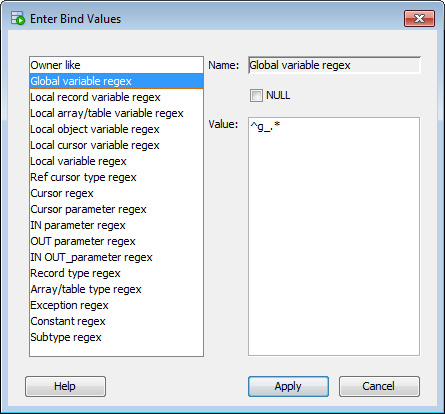 Enter Bind Values
Owner like
Global variable regex
Local record variable regex
Local array/table variable regex
Local object variable regex
Local cursor variable regex
Local variable regex
Ref cursor type regex
Cursor regex
Cursor parameter regex
IN parameter regex
OUT parameter regex
IN OUT_parameter regex
Record type regex
Array/table type regex
Exception regex
Constant regex
Subtype regex
Name: Global variable regex
NULL
Value: ^g_.*
Help Apply Cancel